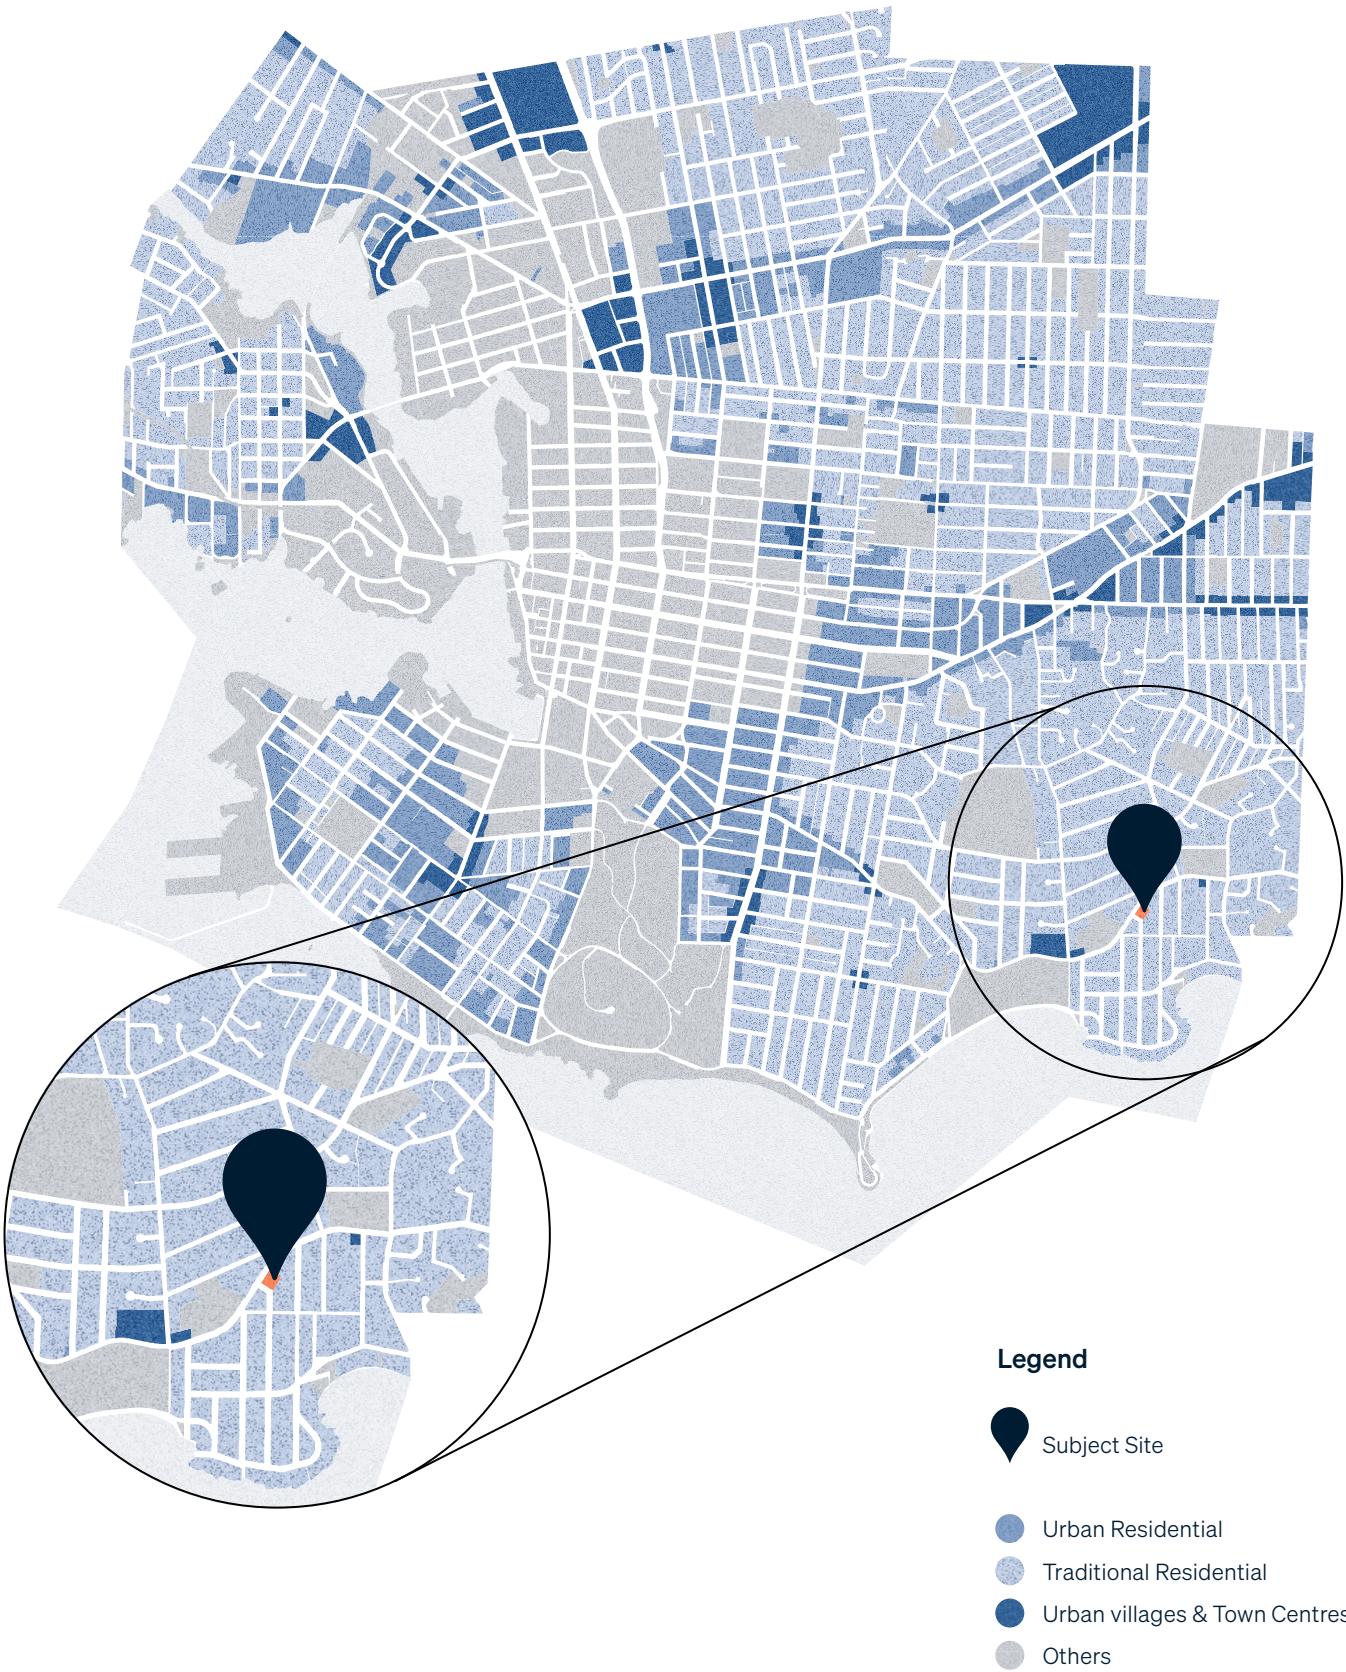 Legend
Subject Site
Urban Residential
Traditional Residential
Urban villages & Town Centres
Others